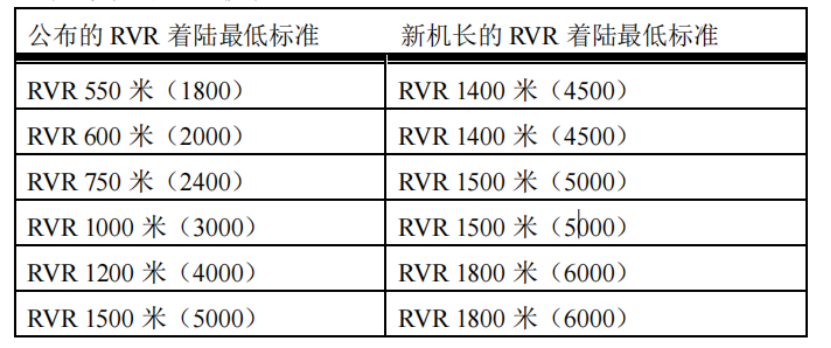 公布的 RVR 着陆最低标准 新机长的 RVR 着陆最低标准
RVR 550 米（1800） RVR 1400 米（4500）
RVR 600 米（2000） RVR 1400 米（4500）
RVR 750 米（2400） RVR 1500 米（5000）
RVR 1000 米（3000） RVR 1500 米（5000）
RVR 1200 米（4000） RVR 1800 米（6000）
RVR 1500 米（5000） RVR 1800 米（6000）